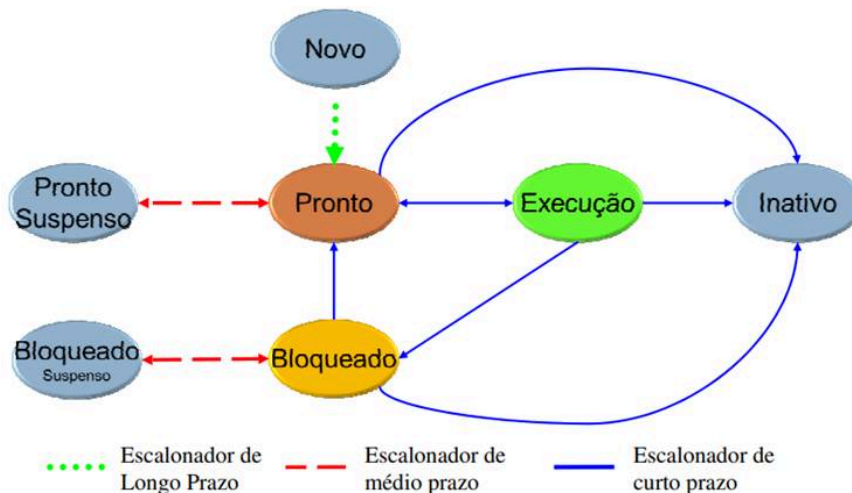 Novo
Pronto
Suspenso
Pronto
Execução
Inativo
Bloqueado
Suspenso
Bloqueado
Escalonador de
Longo Prazo
Escalonador de
médio prazo
Escalonador de
curto prazo